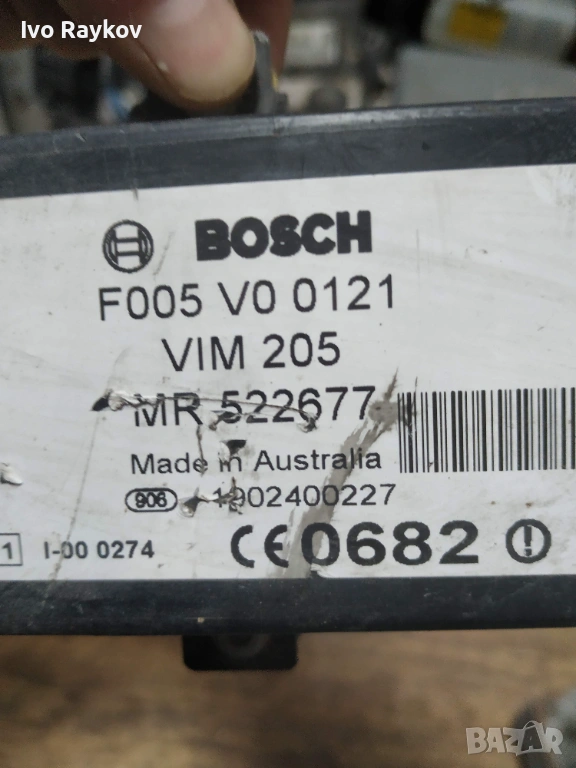 Ivo Raykov
BOSCH
F005 V0 0121
VIM 205
MR 522677
Made in Australia
906 1902400227
1 I-00 0274 CE0682
BAZAR